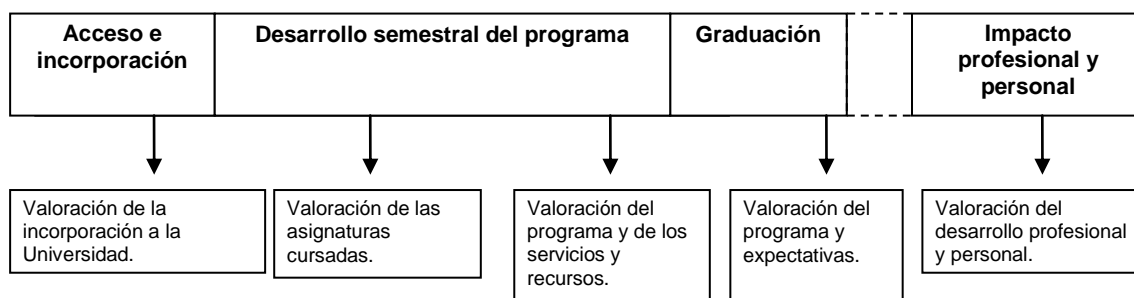 Acceso e
incorporación
Desarrollo semestral del programa
Graduación
Impacto
profesional y
personal
Valoración de la
incorporación a la
Universidad.
Valoración de las
asignaturas
cursadas.
Valoración del
programa y de los
servicios y
recursos.
Valoración del
programa y
expectativas.
Valoración del
desarrollo profesional
y personal.